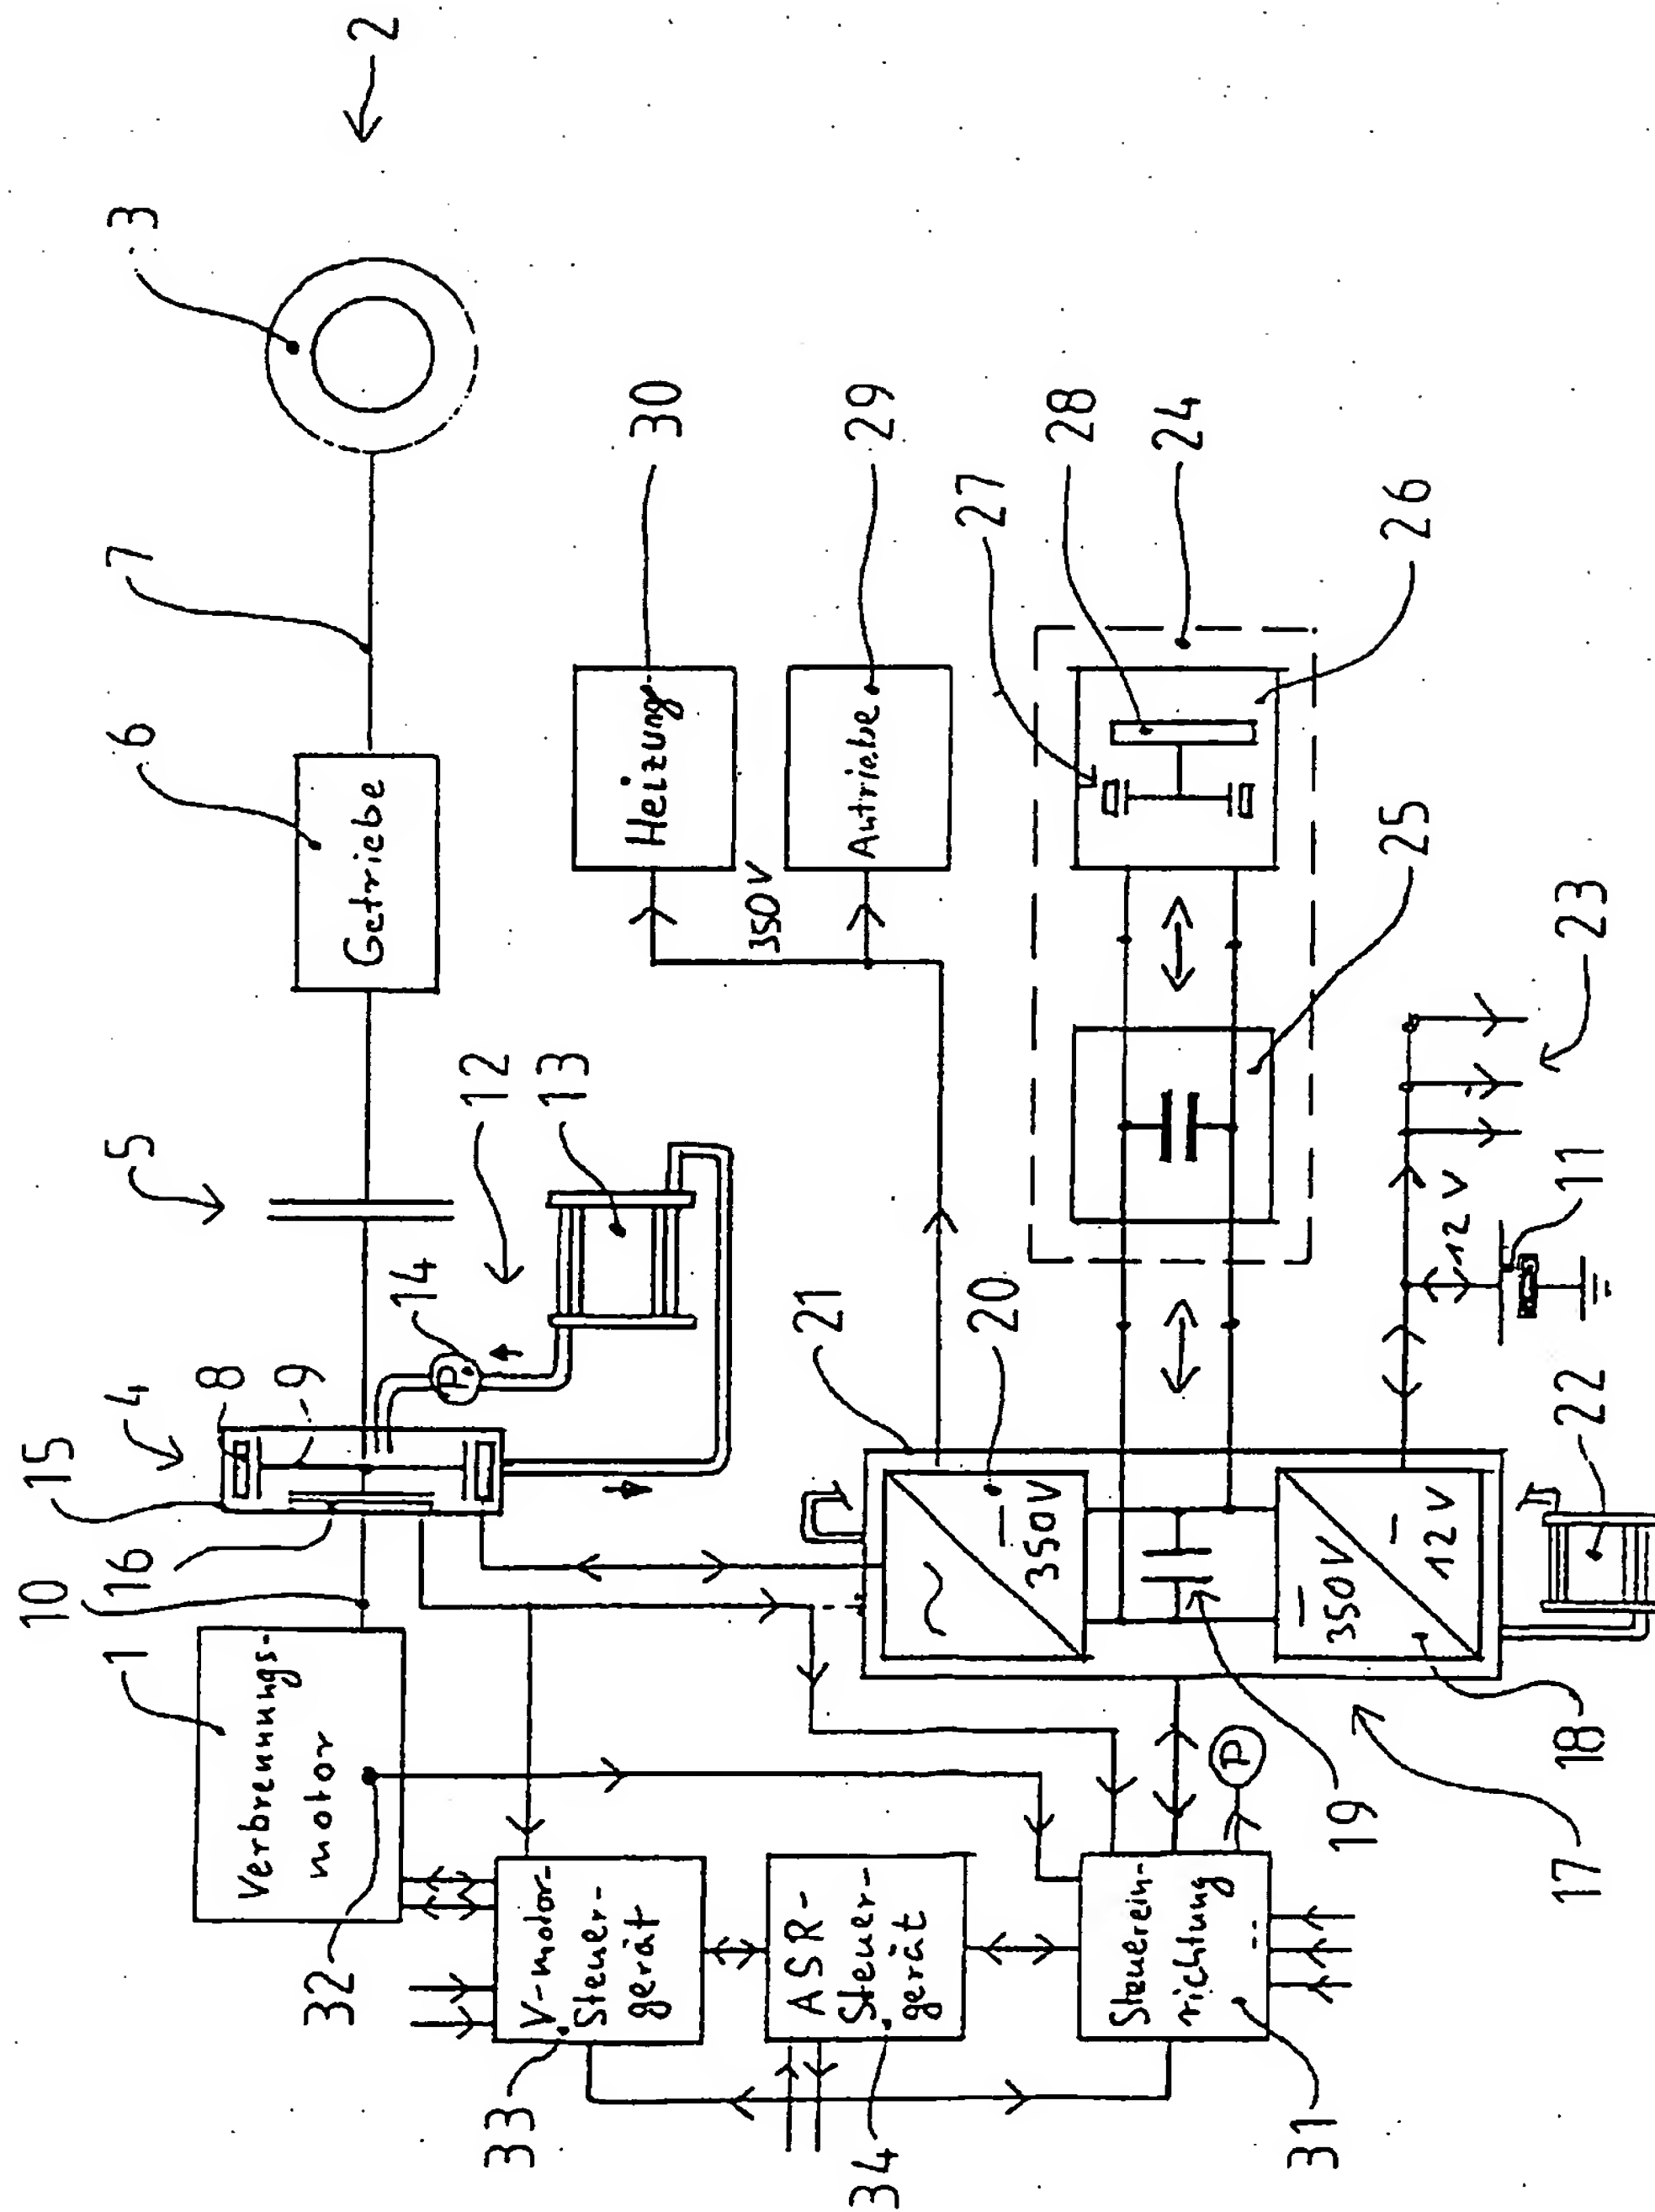 10
15
1
16
4
5
6
7
3
2
8
9
Verbrennungs-
motor
Getriebe
32
14
12
13
33
V-motor-
Steuer-
gerät
P
30
Heizung
350V
ASR-
Steuer-
gerät
34
21
29
Antriebe
20
~
350V
27
28
24
25
26
Steuerein-
richtung
31
P
19
17
18
350V
12V
12V
11
22
23